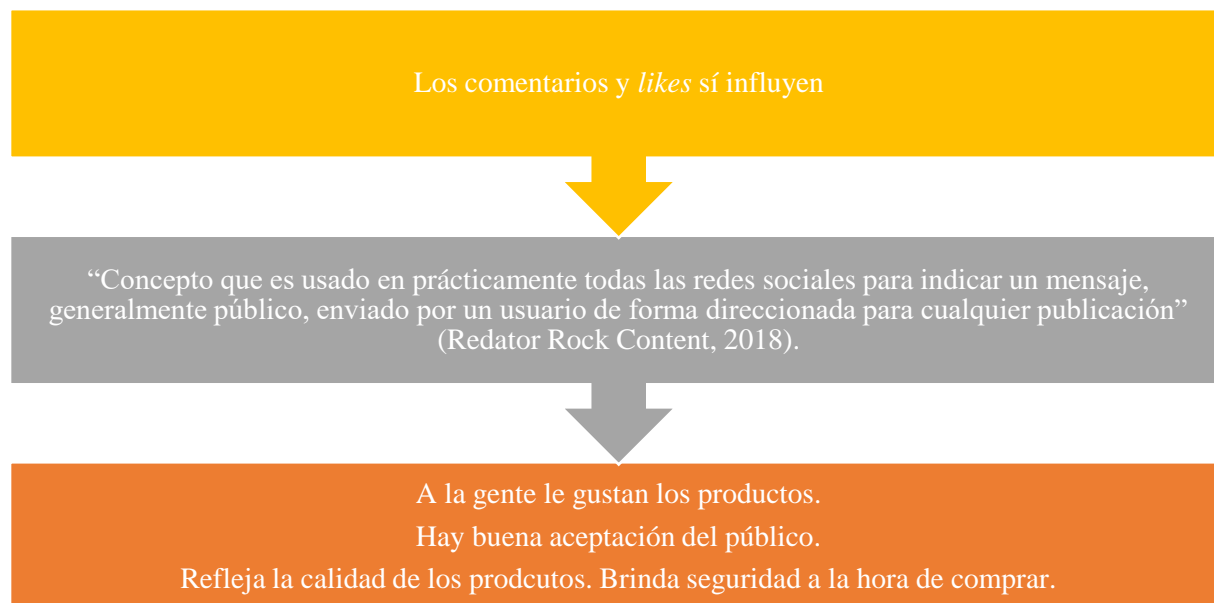 Los comentarios y likes sí influyen
“Concepto que es usado en prácticamente todas las redes sociales para indicar un mensaje,
generalmente público, enviado por un usuario de forma direccionada para cualquier publicación”
(Redator Rock Content, 2018).
A la gente le gustan los productos.
Hay buena aceptación del público.
Refleja la calidad de los prodcutos. Brinda seguridad a la hora de comprar.